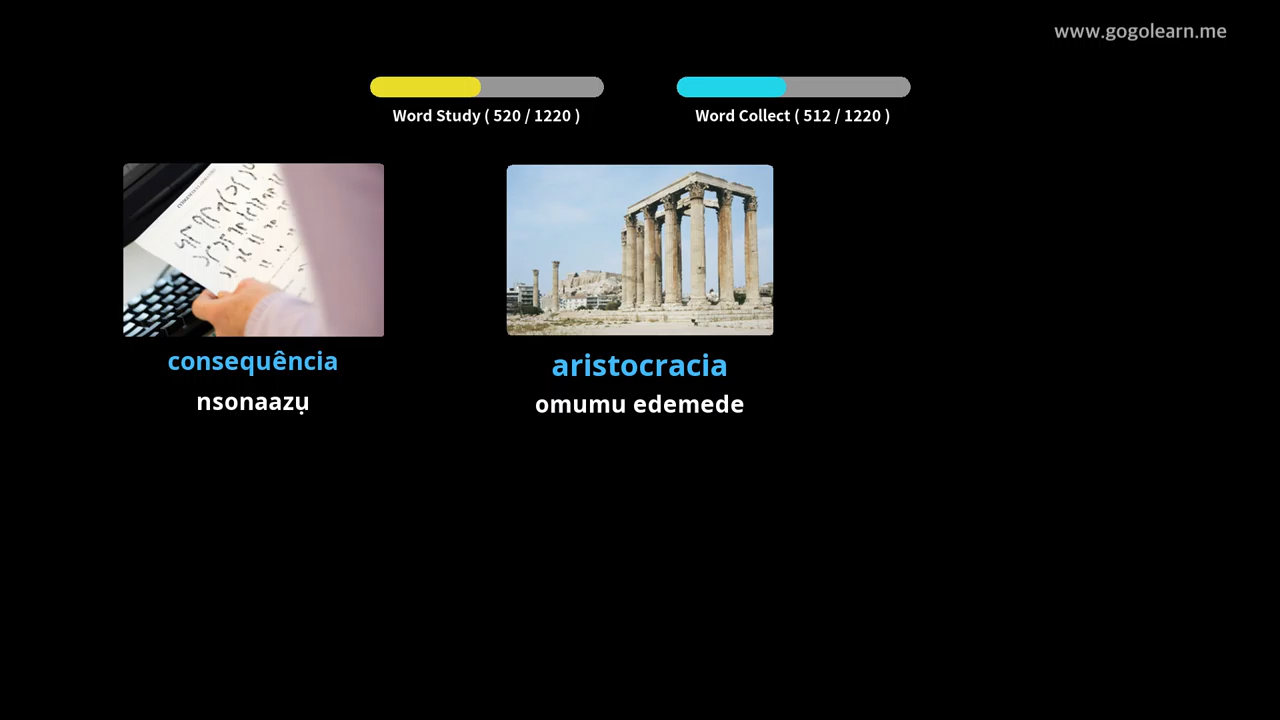 www.gogolearn.me
Word Study ( 520 / 1220 )
Word Collect ( 512 / 1220 )
consequência
nsonaazụ
aristocracia
omumu edemede